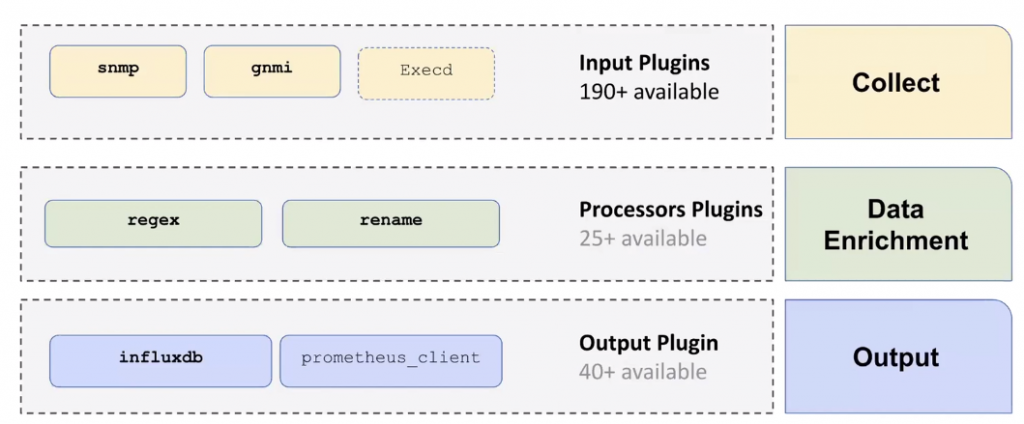 snmp
gnmi
Execd
Input Plugins
190+ available
Collect
regex
rename
Processors Plugins
25+ available
Data
Enrichment
influxdb
prometheus_client
Output Plugin
40+ available
Output